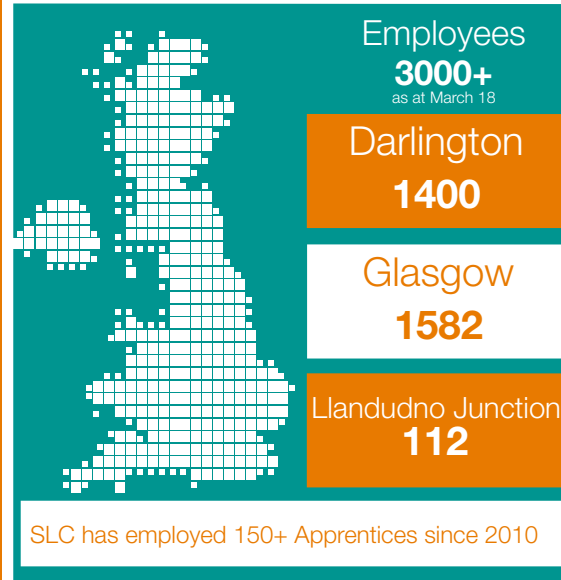 Employees
3000+
as at March 18
Darlington
1400
Glasgow
1582
Llandudno Junction
112
SLC has employed 150+ Apprentices since 2010